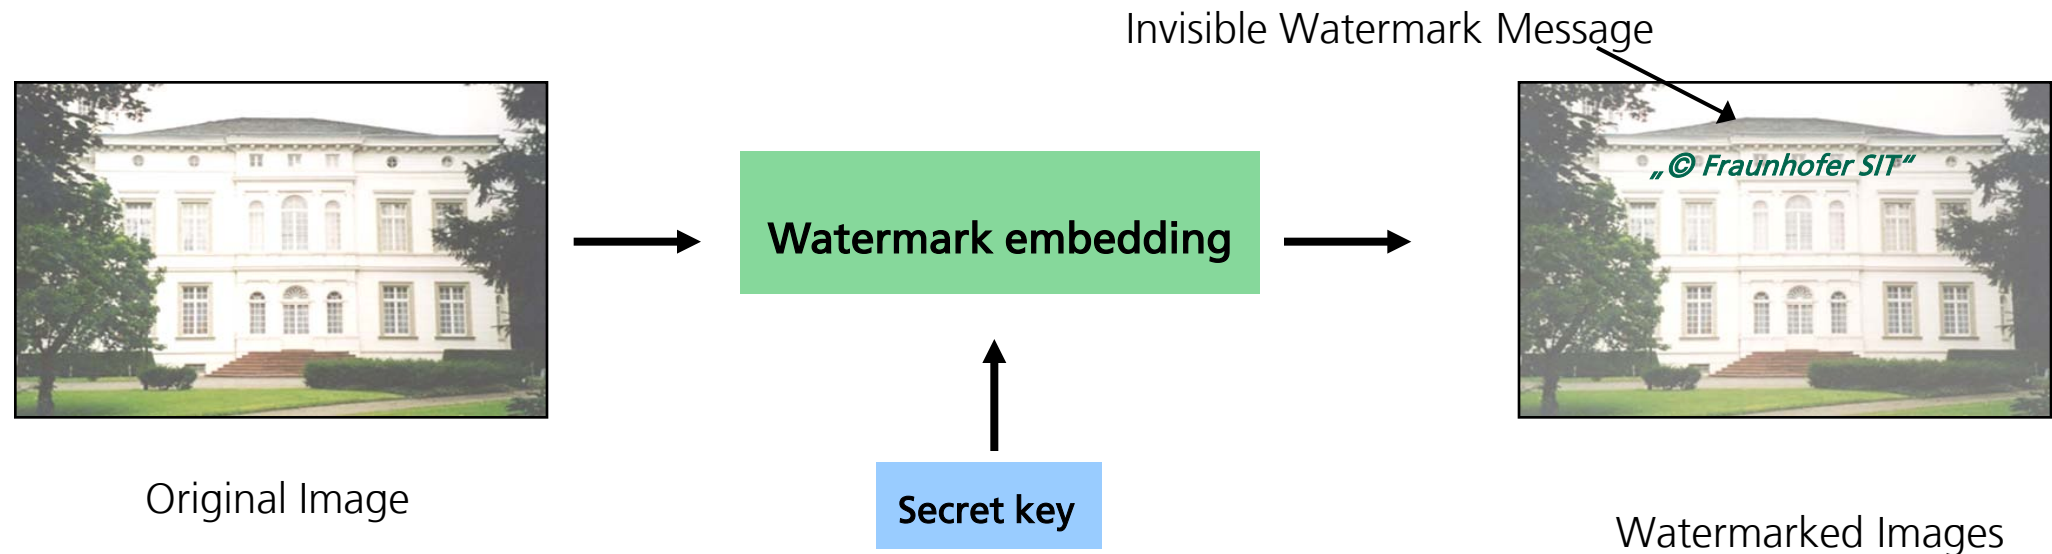 Invisible Watermark Message
„© Fraunhofer SIT“
Watermark embedding
Original Image
Secret key
Watermarked Images